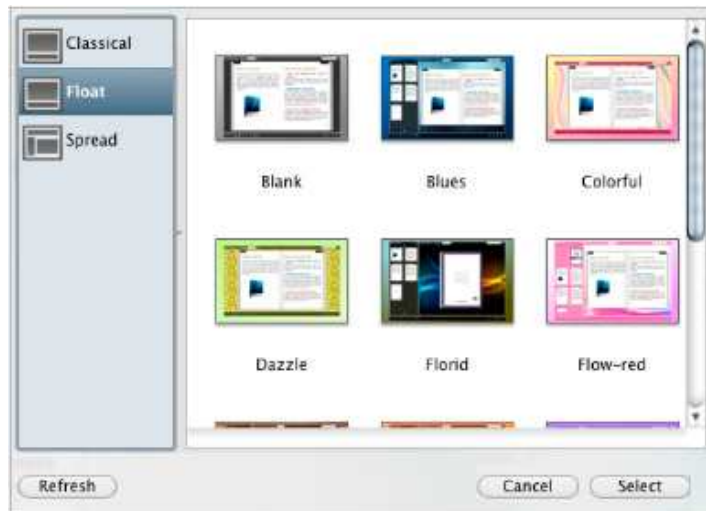 Classical
Float
Spread
Blank
Blues
Colorful
Dazzle
Florid
Flow-red
Refresh
Cancel
Select